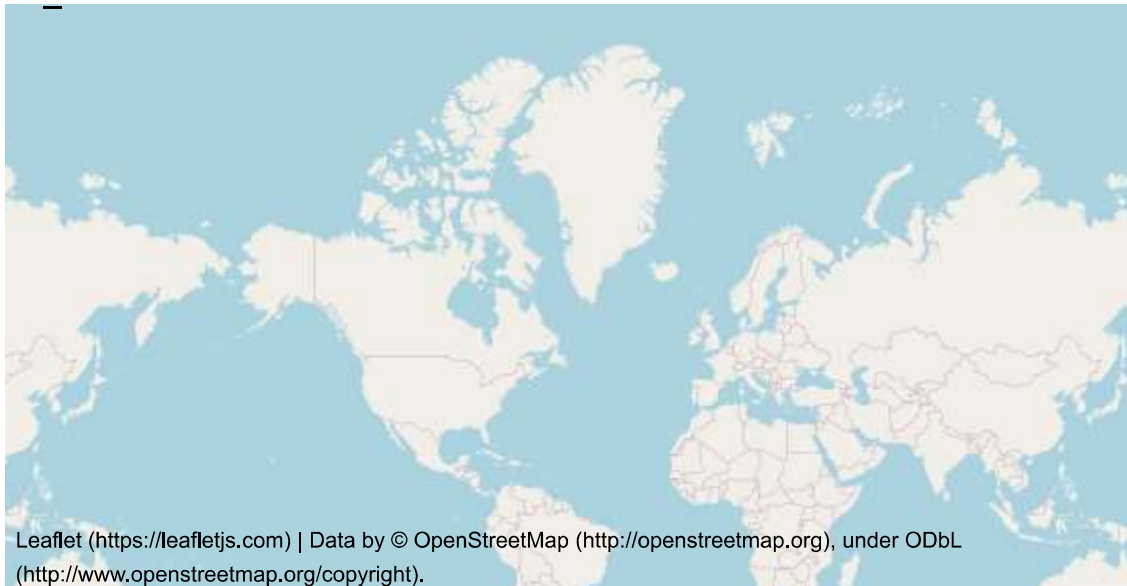 Leaflet (https://leafletjs.com) | Data by © OpenStreetMap (http://openstreetmap.org), under ODbL
(http://www.openstreetmap.org/copyright).